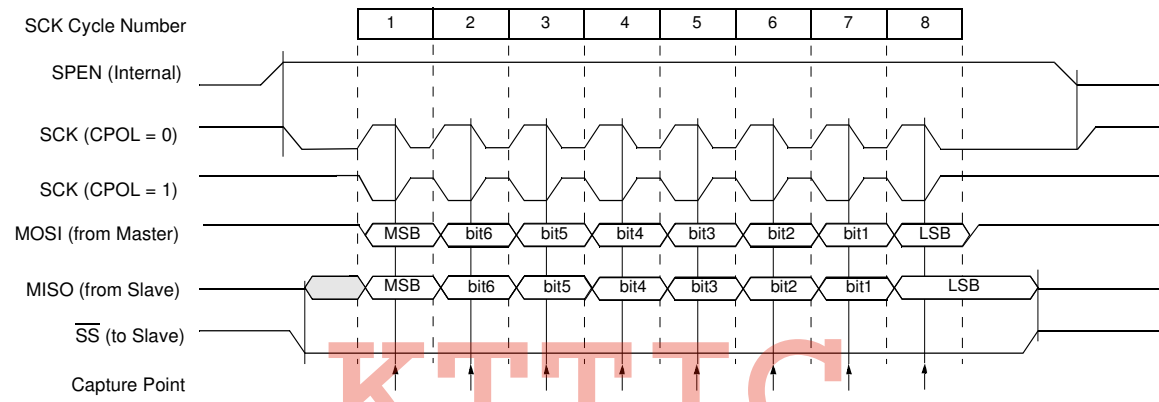 SCK Cycle Number 1 2 3 4 5 6 7 8
SPEN (Internal)
SCK (CPOL = 0)
SCK (CPOL = 1)
MOSI (from Master) MSB bit6 bit5 bit4 bit3 bit2 bit1 LSB
MISO (from Slave) MSB bit6 bit5 bit4 bit3 bit2 bit1 LSB
SS (to Slave)
KTTTC
Capture Point